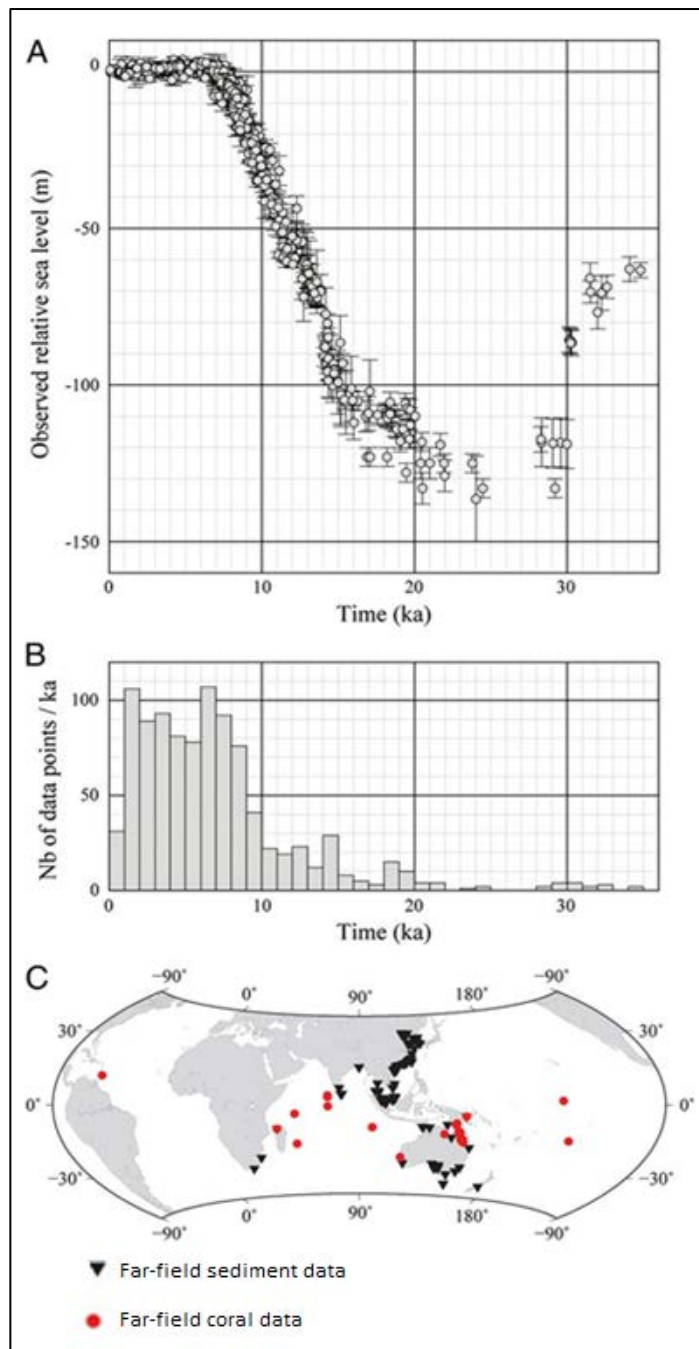 A
0
-50
-100
-150
Observed relative sea level (m)
0 10 20 30
Time (ka)
B
100
50
0
Nb of data points / ka
0 10 20 30
Time (ka)
C
−90° 0° 90° 180° −90°
30° 30°
0° 0°
−30° −30°
−90° 0° 90° 180° −90°
Far-field sediment data
Far-field coral data